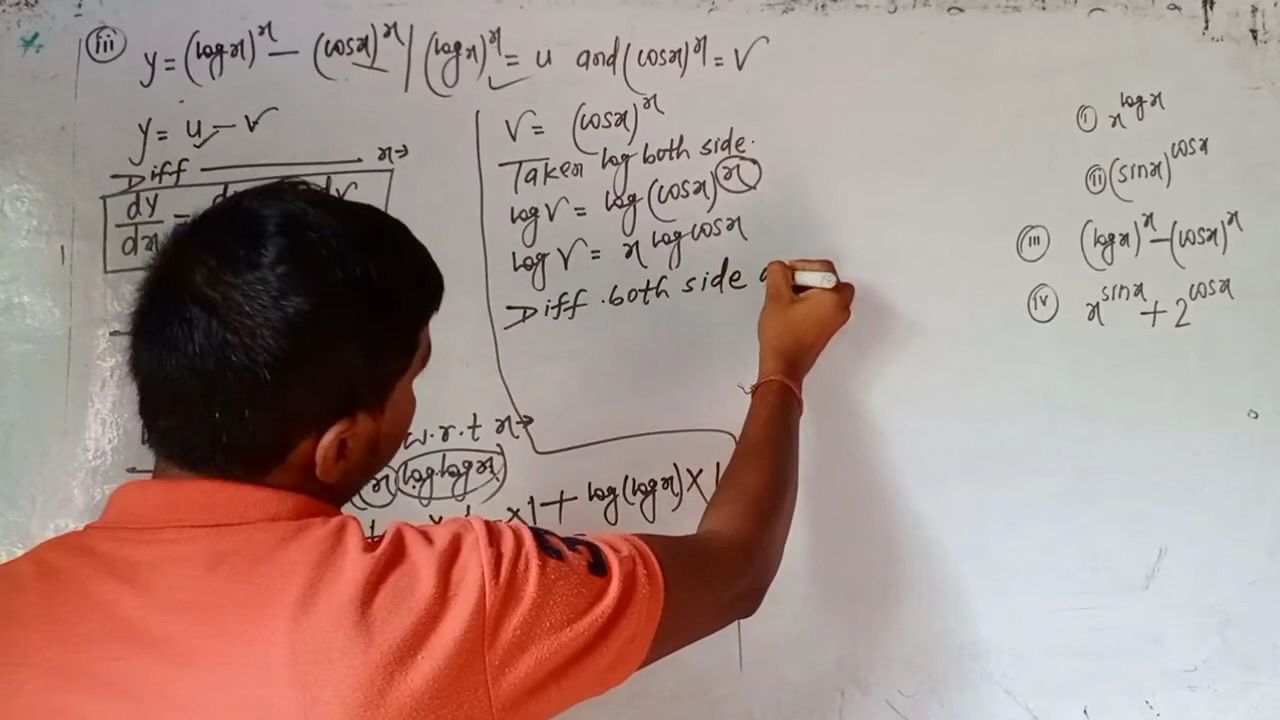 (iii) y = (log x)^x - (cos x)^x | (log x)^x = u and (cos x)^x = v
y = u - v
Diff x→
dy/dx =
v = (cos x)^x
Taken log both side.
log v = log (cos x)^x
log v = x log cos x
Diff. both side
w.r.t x→
x log log x
×1 + log(log x) × 1
(i) x^log x
(ii) (sin x)^cos x
(iii) (log x)^x - (cos x)^x
(iv) x^sin x + 2^cos x